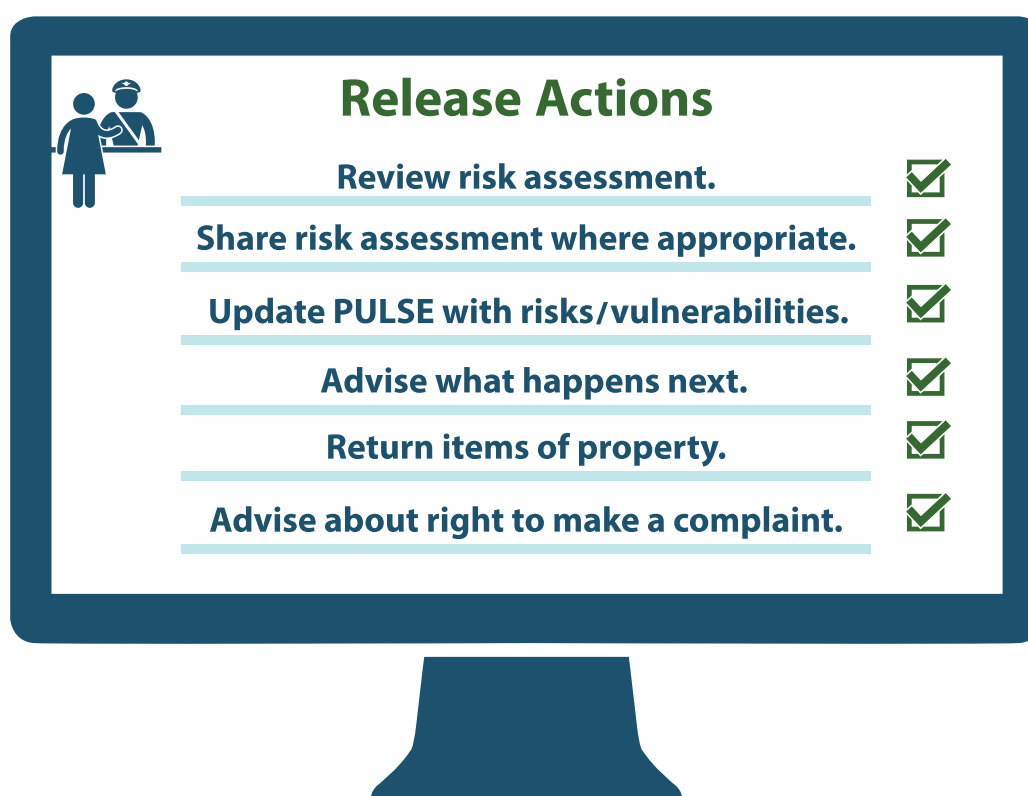 Release Actions
Review risk assessment.
Share risk assessment where appropriate.
Update PULSE with risks/vulnerabilities.
Advise what happens next.
Return items of property.
Advise about right to make a complaint.